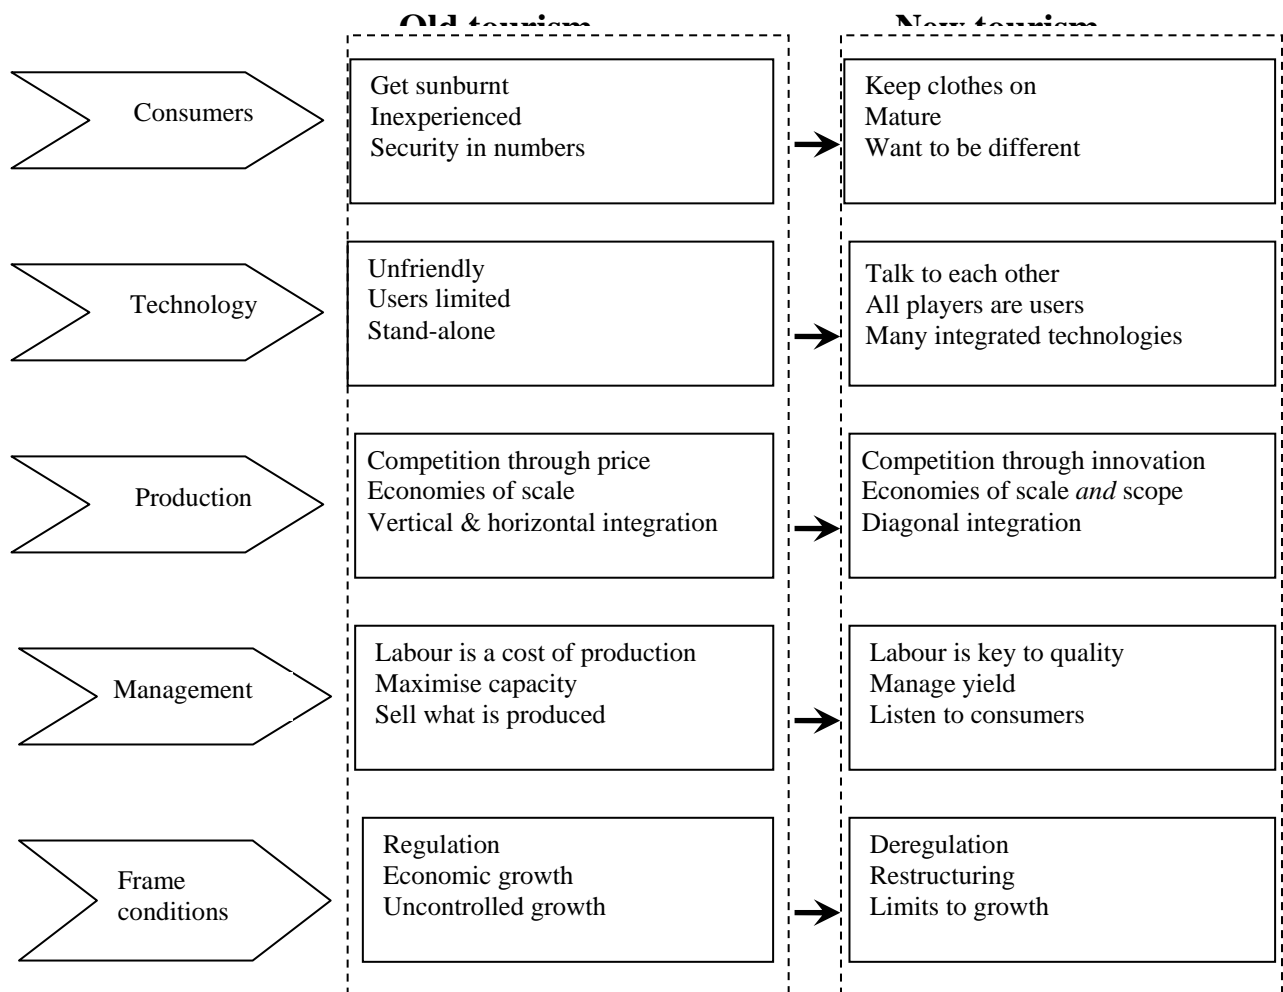 Old tourism
New tourism
Consumers
Get sunburnt
Inexperienced
Security in numbers
Keep clothes on
Mature
Want to be different
Technology
Unfriendly
Users limited
Stand-alone
Talk to each other
All players are users
Many integrated technologies
Production
Competition through price
Economies of scale
Vertical & horizontal integration
Competition through innovation
Economies of scale and scope
Diagonal integration
Management
Labour is a cost of production
Maximise capacity
Sell what is produced
Labour is key to quality
Manage yield
Listen to consumers
Frame
conditions
Regulation
Economic growth
Uncontrolled growth
Deregulation
Restructuring
Limits to growth